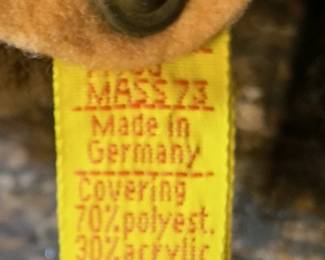 MASS 73
Made in
Germany
Covering
70% polyest.
30% acrylic